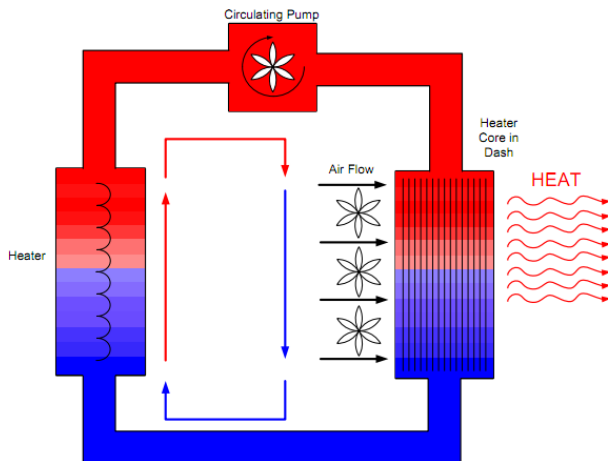 Circulating Pump
Heater
Core in
Dash
Air Flow
HEAT
Heater